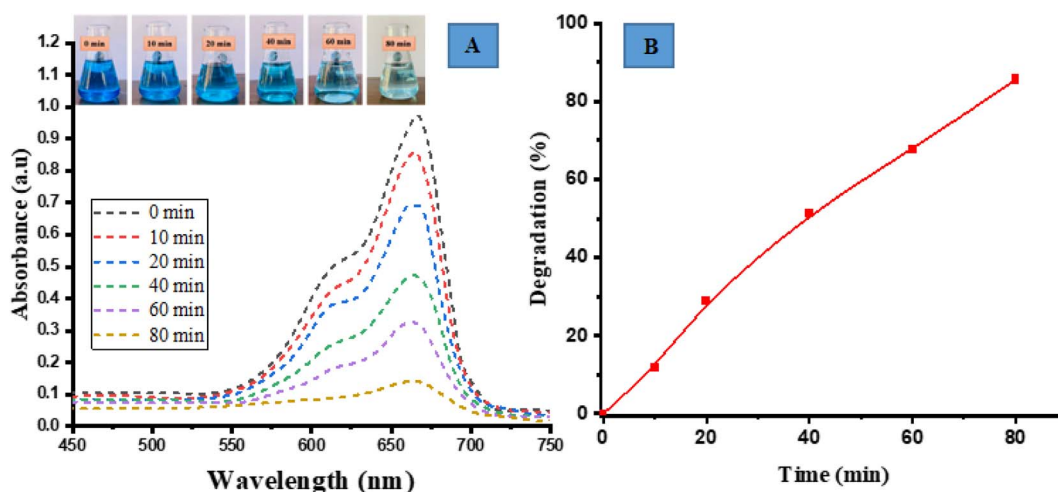 0 min
10 min
20 min
40 min
60 min
80 min
A
1.2
1.1
1.0
0.9
0.8
0.7
0.6
0.5
0.4
0.3
0.2
0.1
0.0
Absorbance (a.u)
0 min
10 min
20 min
40 min
60 min
80 min
450
500
550
600
650
700
750
Wavelength (nm)
B
100
80
60
40
20
0
Degradation (%)
0
20
40
60
80
Time (min)